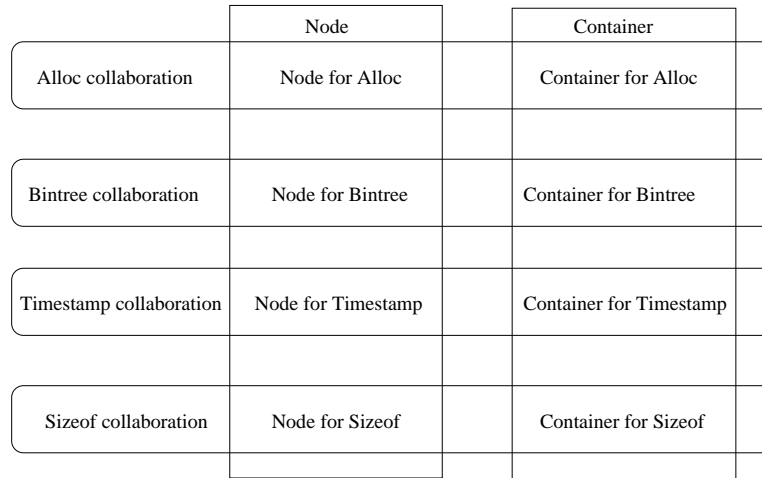 Node
Container
Alloc collaboration
Node for Alloc
Container for Alloc
Bintree collaboration
Node for Bintree
Container for Bintree
Timestamp collaboration
Node for Timestamp
Container for Timestamp
Sizeof collaboration
Node for Sizeof
Container for Sizeof